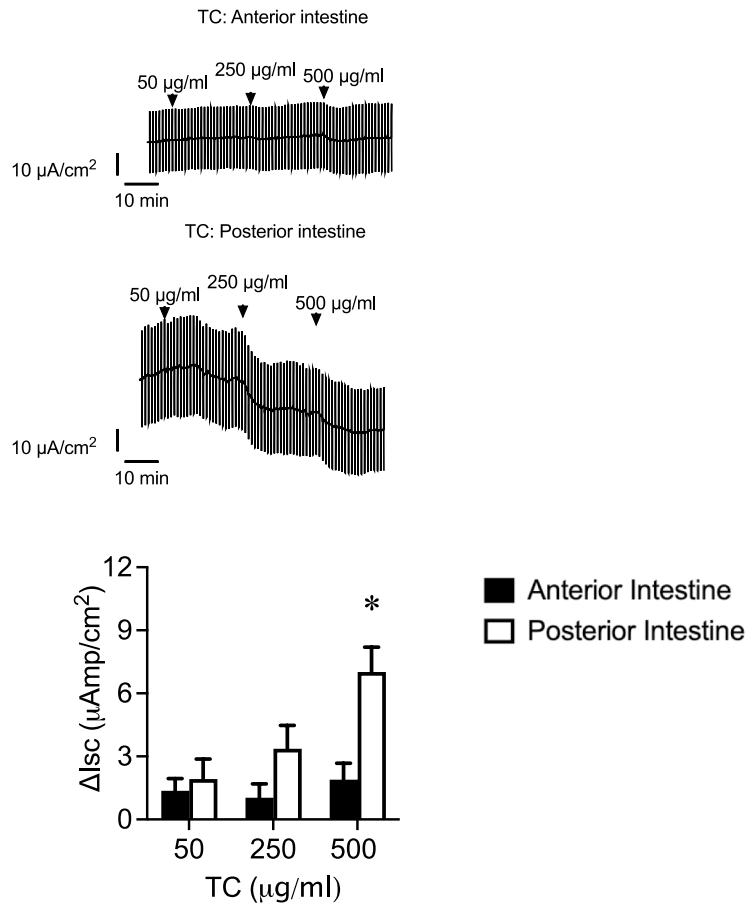 TC: Anterior intestine
50 µg/ml
250 µg/ml
500 µg/ml
10 µA/cm²
10 min
TC: Posterior intestine
50 µg/ml
250 µg/ml
500 µg/ml
10 µA/cm²
10 min
12
9
6
3
0
ΔIsc (µAmp/cm²)
*
50
250
500
TC (µg/ml)
Anterior Intestine
Posterior Intestine